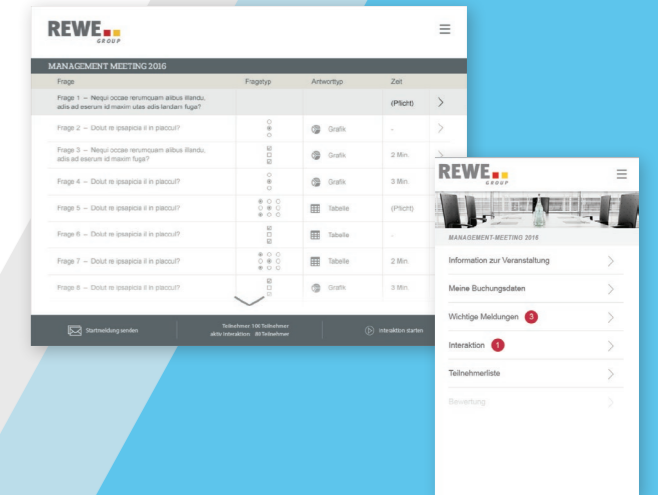 REWE
GROUP
MANAGEMENT MEETING 2016
Frage Fragetyp Antworttyp Zeit
Frage 1 – Nequi occae rerumquam alibus illandu,
adis ad eserum id maxim utas adis landam fuga? (Pflicht)
Frage 2 – Dolut re ipsapicia il in placcul? Grafik -
Frage 3 – Nequi occae rerumquam alibus illandu,
adis ad eserum id maxim fuga? Grafik 2 Min.
Frage 4 – Dolut re ipsapicia il in placcul? Grafik 3 Min.
Frage 5 – Dolut re ipsapicia il in placcul? Tabelle (Pflicht)
Frage 6 – Dolut re ipsapicia il in placcul? Tabelle -
Frage 7 – Dolut re ipsapicia il in placcul? Tabelle 2 Min.
Frage 8 – Dolut re ipsapicia il in placcul? Grafik 3 Min.
Startmeldung senden
Teilnehmer 100 Teilnehmer
aktiv Interaktion 80 Teilnehmer
Interaktion starten
REWE
GROUP
MANAGEMENT-MEETING 2016
Information zur Veranstaltung
Meine Buchungsdaten
Wichtige Meldungen 3
Interaktion 1
Teilnehmerliste
Bewertung